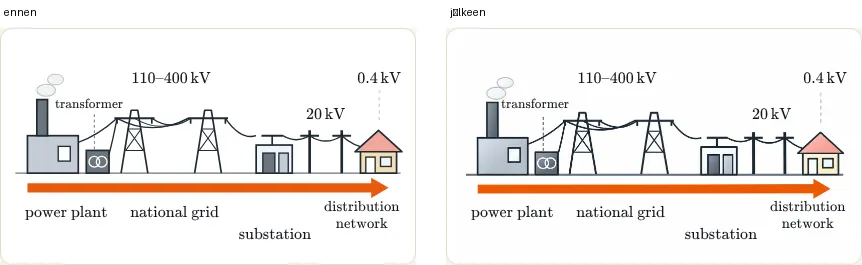 ennen
110–400 kV
0.4 kV
transformer
20 kV
power plant
national grid
distribution
network
substation
110–400 kV
0.4 kV
transformer
20 kV
power plant
national grid
distribution
network
substation